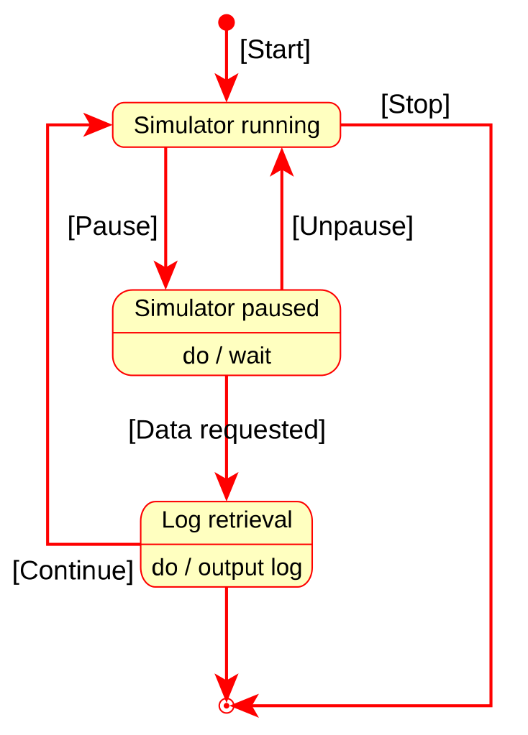 [Start]
[Stop]
Simulator running
[Pause]
[Unpause]
Simulator paused
do / wait
[Data requested]
Log retrieval
do / output log
[Continue]